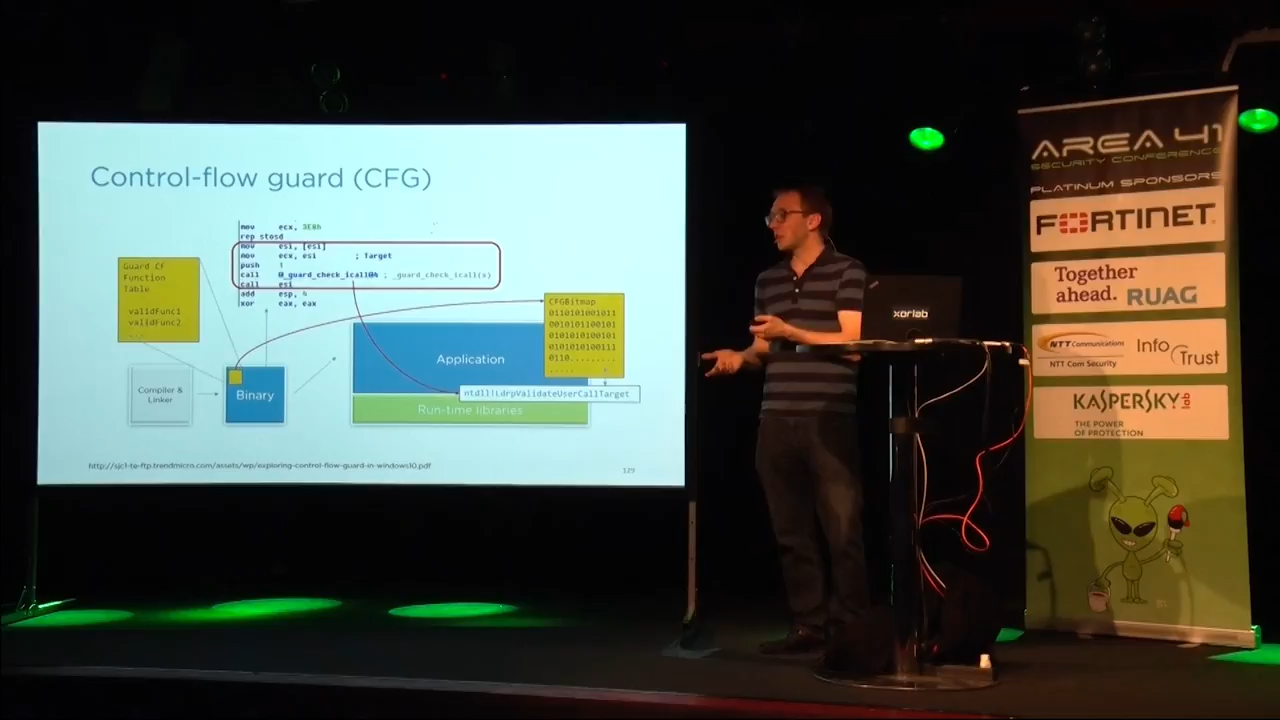 Control-flow guard (CFG)
mov ecx, 3E8h
rep stosd
mov esi, [esi]
mov ecx, esi ; Target
push 1
call @_guard_check_icall@4 ; _guard_check_icall(x)
call esi
add esp, 4
xor eax, eax
Guard CF
Function
Table
validFunc1
validFunc2
...
CFGBitmap
0110101001011
0010101100101
0101010100101
0101010100111
0110.........
.....
Application
ntdll!LdrpValidateUserCallTarget
Run-time libraries
Compiler &
Linker
Binary
http://sjc1-te-ftp.trendmicro.com/assets/wp/exploring-control-flow-guard-in-windows10.pdf
129
xorlab
AREA 41
SECURITY CONFERENCE
PLATINUM SPONSORS
FORTINET
Together
ahead. RUAG
NTT Communications
NTT Com Security
Info Trust
KASPERSKY lab
THE POWER
OF PROTECTION